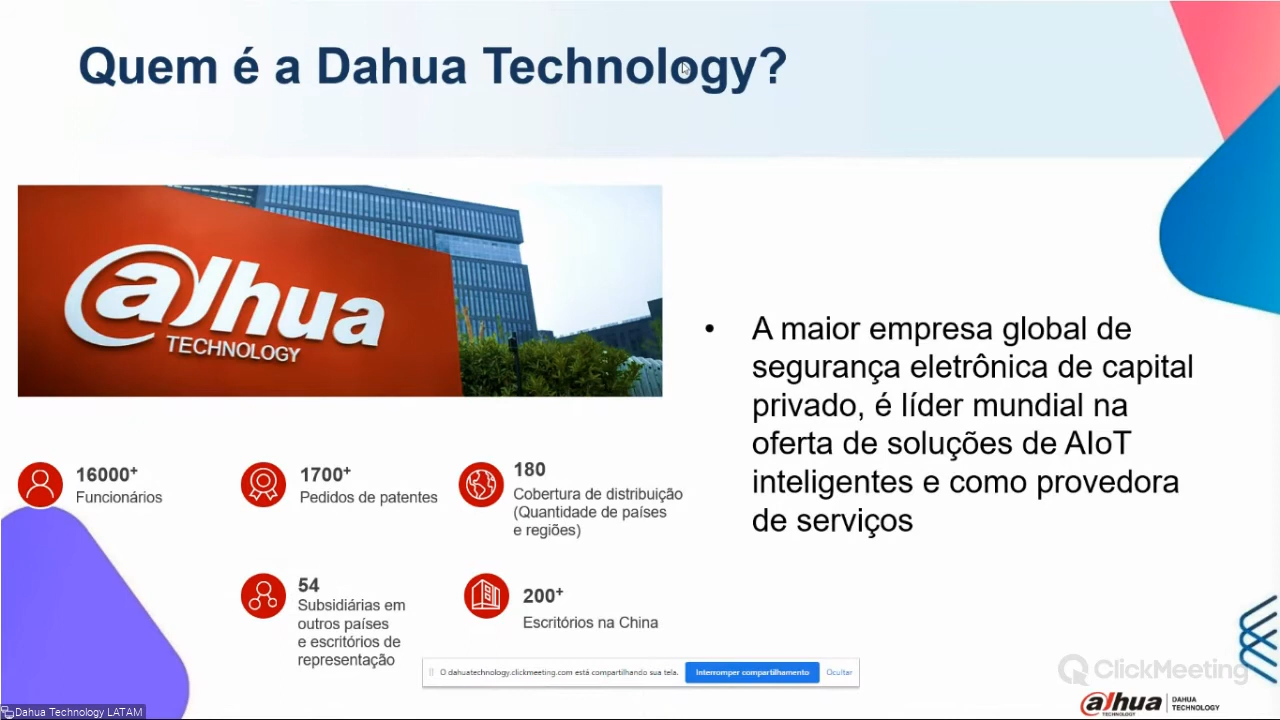 Quem é a Dahua Technology?
alhua
TECHNOLOGY
A maior empresa global de
segurança eletrônica de capital
privado, é líder mundial na
oferta de soluções de AIoT
inteligentes e como provedora
de serviços
16000+
Funcionários
1700+
Pedidos de patentes
180
Cobertura de distribuição
(Quantidade de países
e regiões)
54
Subsidiárias em
outros países
e escritórios de
representação
200+
Escritórios na China
O dahuatechnology.clickmeeting.com está compartilhando sua tela.
Interromper compartilhamento
Ocultar
ClickMeeting
alhua
TECHNOLOGY
DAHUA
TECHNOLOGY
Dahua Technology LATAM